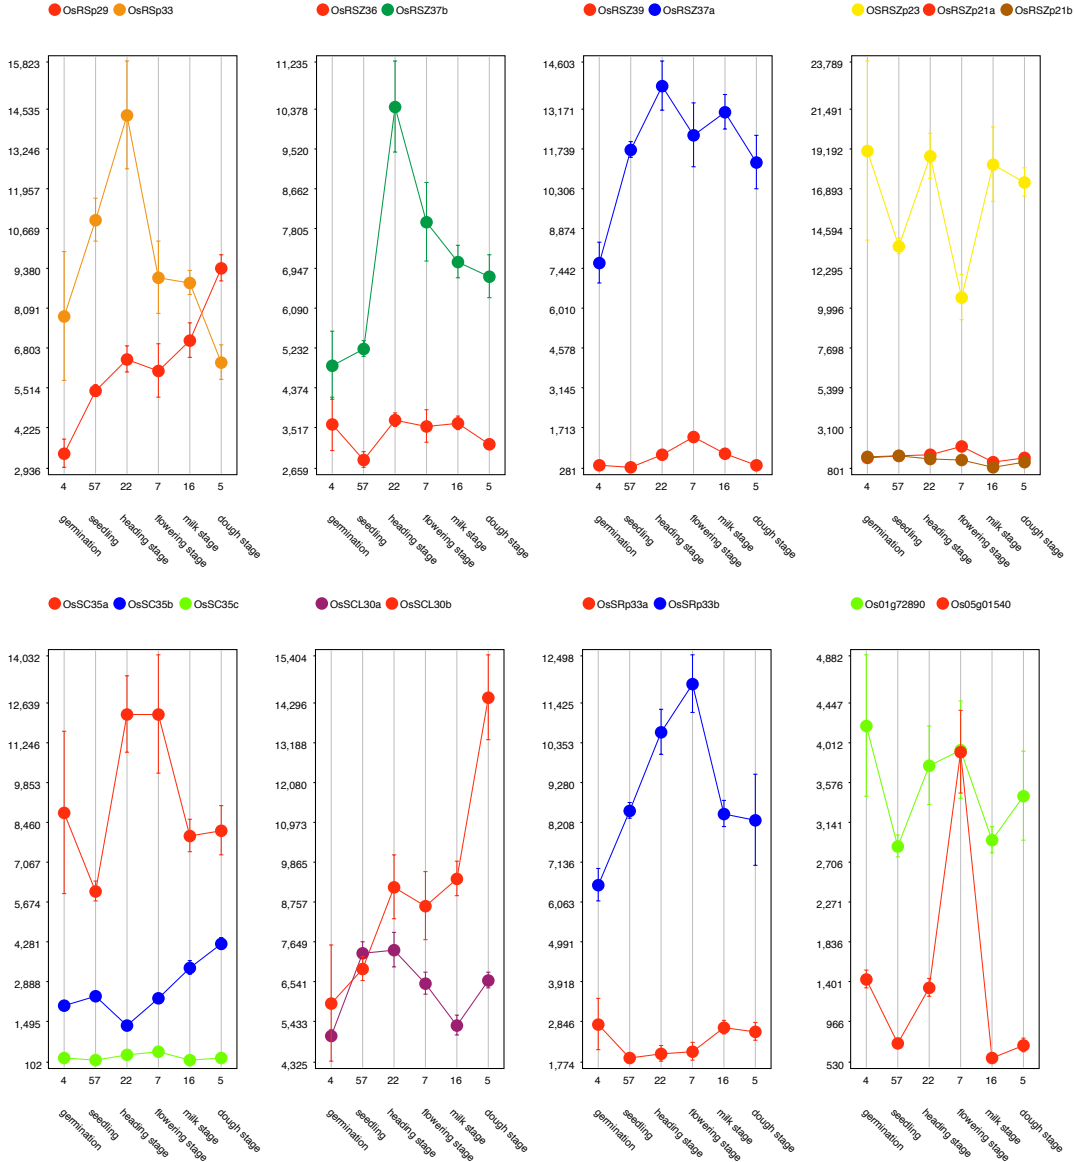 OsRSp29 OsRSp33
15,823
14,535
13,246
11,957
10,669
9,380
8,091
6,803
5,514
4,225
2,936
4 57 22 7 16 5
germination
seedling
heading stage
flowering stage
milk stage
dough stage
OsRSZ36 OsRSZ37b
11,235
10,378
9,520
8,662
7,805
6,947
6,090
5,232
4,374
3,517
2,659
4 57 22 7 16 5
germination
seedling
heading stage
flowering stage
milk stage
dough stage
OsRSZ39 OsRSZ37a
14,603
13,171
11,739
10,306
8,874
7,442
6,010
4,578
3,145
1,713
281
4 57 22 7 16 5
germination
seedling
heading stage
flowering stage
milk stage
dough stage
OsRSZp23 OsRSZp21a OsRSZp21b
23,789
21,491
19,192
16,893
14,594
12,295
9,996
7,698
5,399
3,100
801
4 57 22 7 16 5
germination
seedling
heading stage
flowering stage
milk stage
dough stage
OsSC35a OsSC35b OsSC35c
14,032
12,639
11,246
9,853
8,460
7,067
5,674
4,281
2,888
1,495
102
4 57 22 7 16 5
germination
seedling
heading stage
flowering stage
milk stage
dough stage
OsSCL30a OsSCL30b
15,404
14,296
13,188
12,080
10,973
9,865
8,757
7,649
6,541
5,433
4,325
4 57 22 7 16 5
germination
seedling
heading stage
flowering stage
milk stage
dough stage
OsSRp33a OsSRp33b
12,498
11,425
10,353
9,280
8,208
7,136
6,063
4,991
3,918
2,846
1,774
4 57 22 7 16 5
germination
seedling
heading stage
flowering stage
milk stage
dough stage
Os01g72890 Os05g01540
4,882
4,447
4,012
3,576
3,141
2,706
2,271
1,836
1,401
966
530
4 57 22 7 16 5
germination
seedling
heading stage
flowering stage
milk stage
dough stage